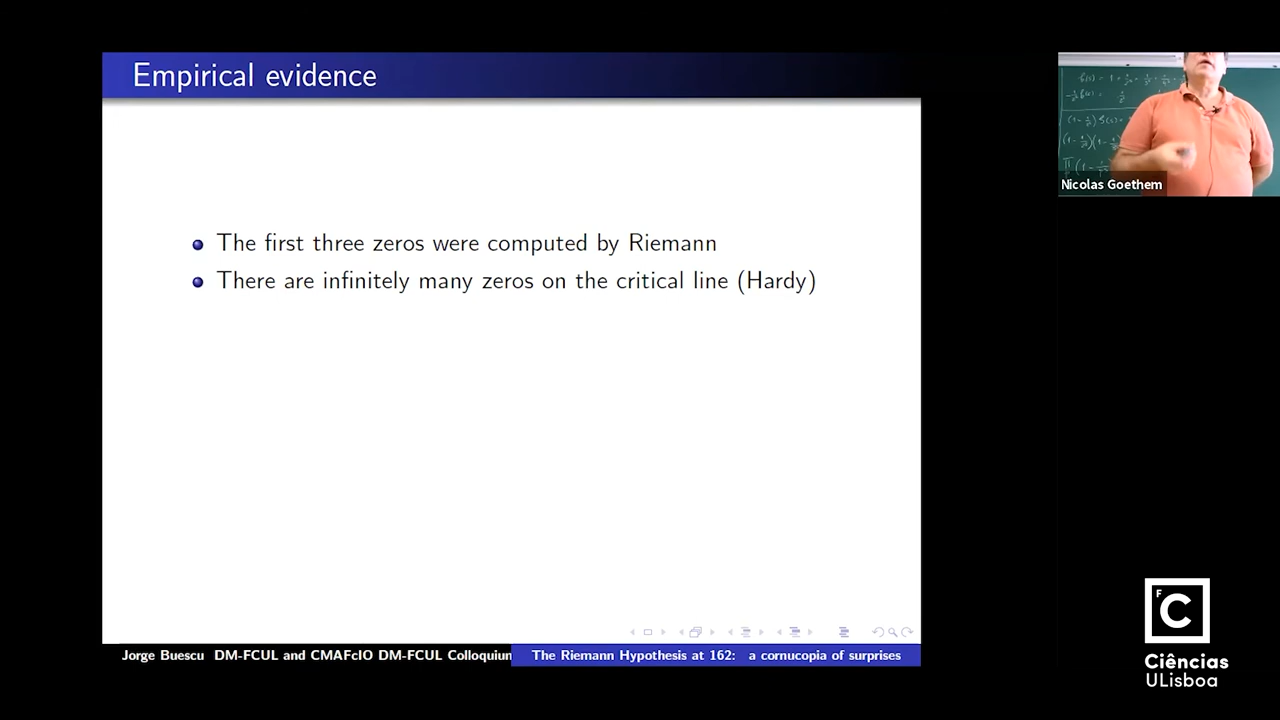 Empirical evidence
The first three zeros were computed by Riemann
There are infinitely many zeros on the critical line (Hardy)
Jorge Buescu DM-FCUL and CMAFcIO DM-FCUL Colloquium
The Riemann Hypothesis at 162: a cornucopia of surprises
Nicolas Goethem
F
C
Ciências
ULisboa